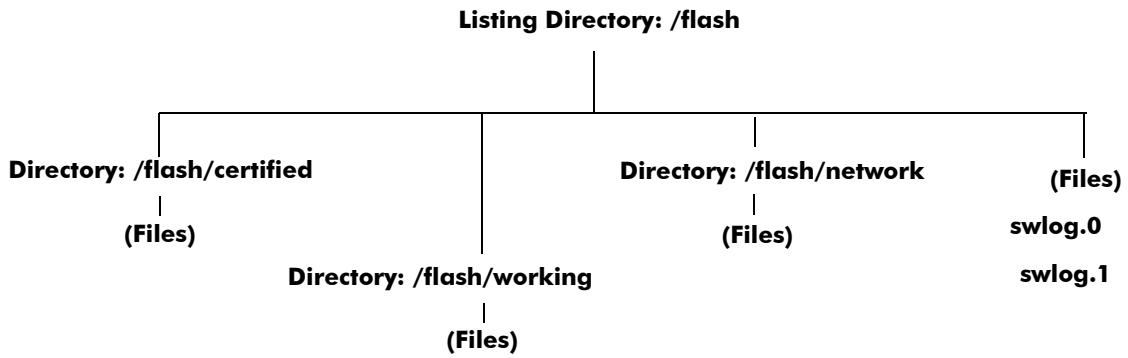 Listing Directory: /flash
Directory: /flash/certified
(Files)
Directory: /flash/working
(Files)
Directory: /flash/network
(Files)
(Files)
swlog.0
swlog.1